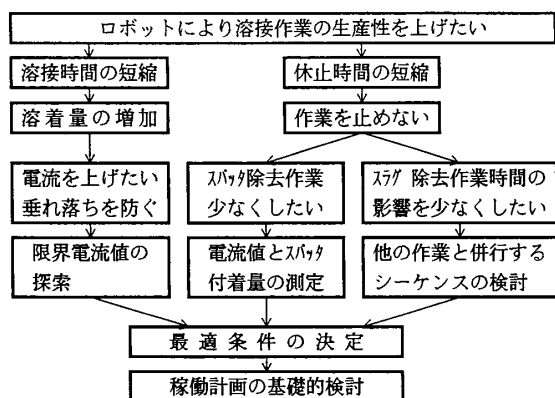 ロボットにより溶接作業の生産性を上げたい
溶接時間の短縮
休止時間の短縮
溶着量の増加
作業を止めない
電流を上げたい
垂れ落ちを防ぐ
スパッタ除去作業
少なくしたい
スラグ 除去作業時間の
影響を少なくしたい
限界電流値の
探索
電流値とスパッタ
付着量の測定
他の作業と併行する
シーケンスの検討
最適条件の決定
稼働計画の基礎的検討